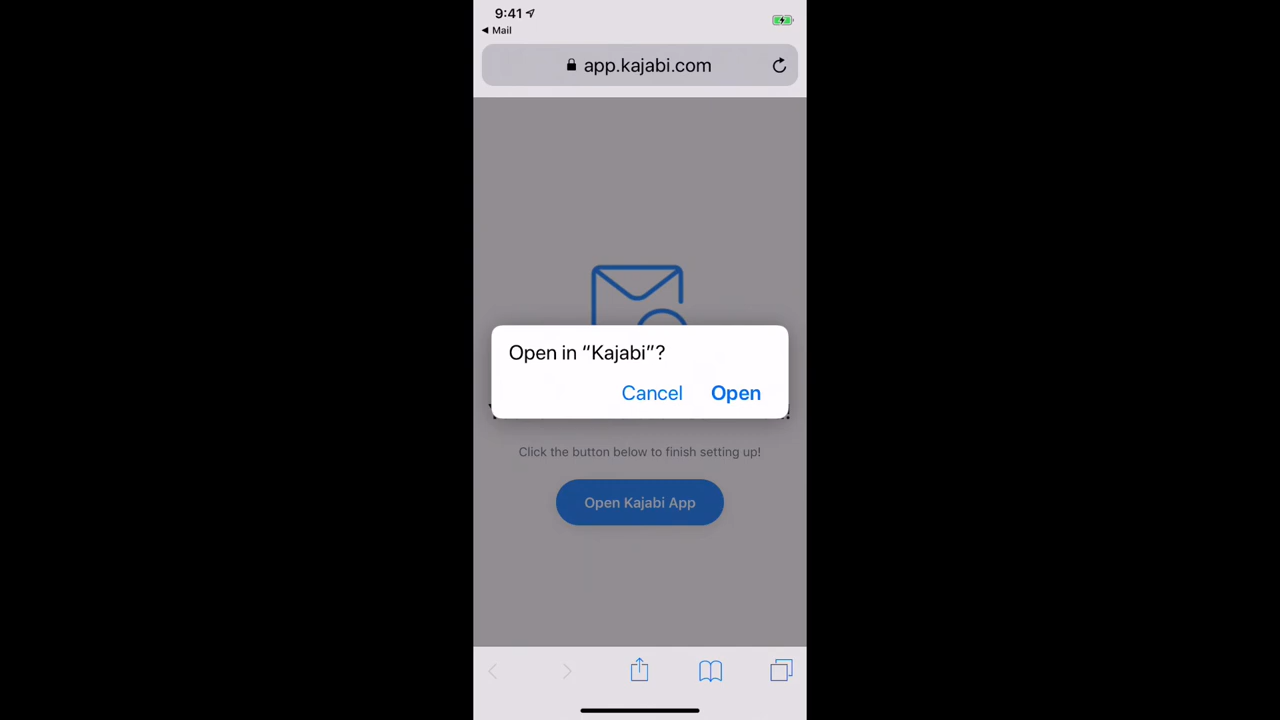 9:41
Mail
app.kajabi.com
Open in “Kajabi”?
Cancel Open
Click the button below to finish setting up!
Open Kajabi App